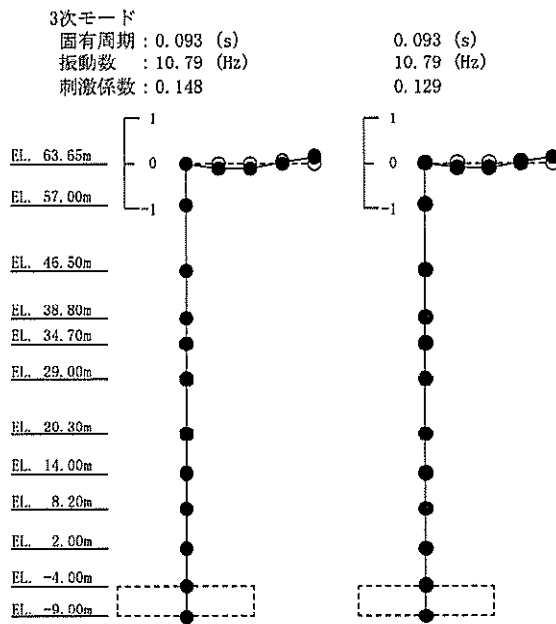 3次モード
固有周期 : 0.093 (s) 0.093 (s)
振動数 : 10.79 (Hz) 10.79 (Hz)
刺激係数 : 0.148 0.129
1 1
EL. 63.65m 0 0
EL. 57.00m -1 -1
EL. 46.50m
EL. 38.80m
EL. 34.70m
EL. 29.00m
EL. 20.30m
EL. 14.00m
EL. 8.20m
EL. 2.00m
EL. -4.00m
EL. -9.00m